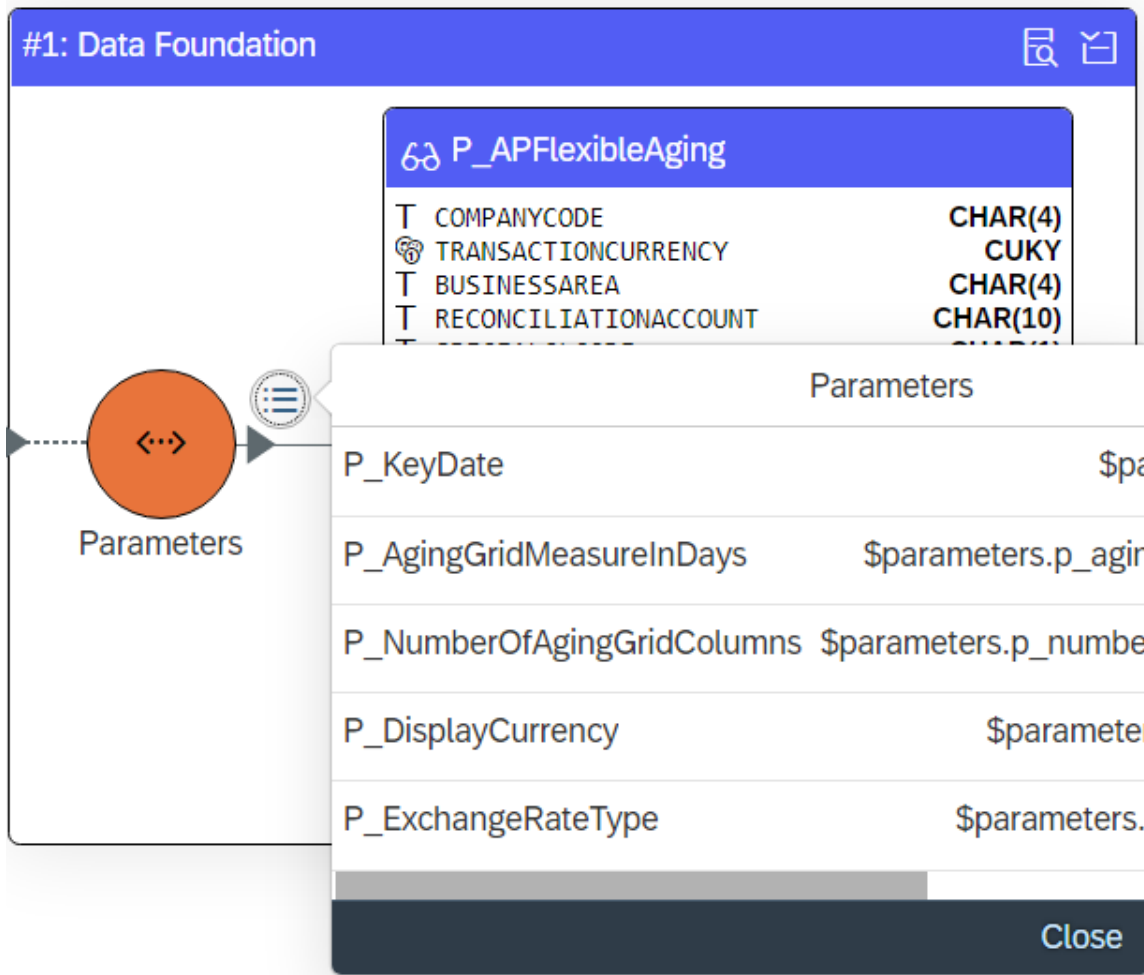 #1: Data Foundation
P_APFlexibleAging
T COMPANYCODE CHAR(4)
TRANSACTIONCURRENCY CUKY
T BUSINESSAREA CHAR(4)
T RECONCILIATIONACCOUNT CHAR(10)
Parameters
Parameters
P_KeyDate $pa
P_AgingGridMeasureInDays $parameters.p_agin
P_NumberOfAgingGridColumns $parameters.p_numbe
P_DisplayCurrency $parameter
P_ExchangeRateType $parameters.
Close